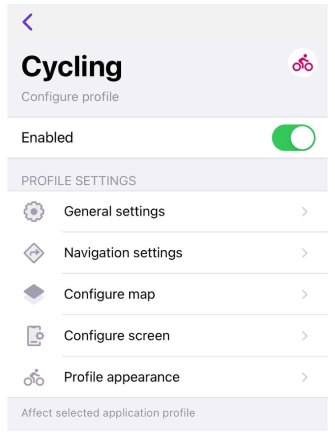 Cycling
Configure profile
Enabled
PROFILE SETTINGS
General settings
Navigation settings
Configure map
Configure screen
Profile appearance
Affect selected application profile